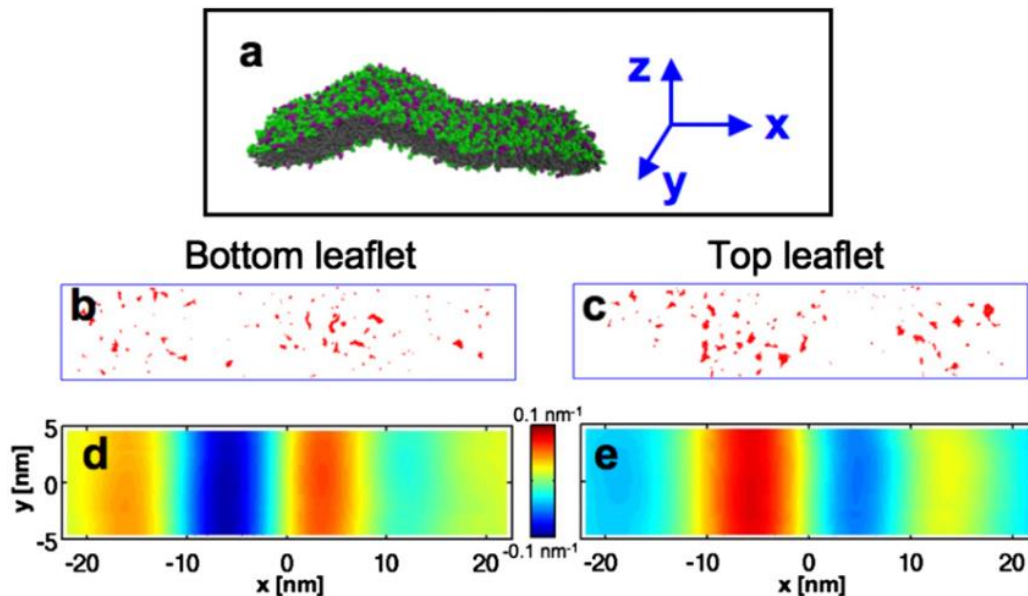 a
z
x
y
Bottom leaflet
Top leaflet
b
c
0.1 nm⁻¹
d
e
y [nm]
5
0
-5
-0.1 nm⁻¹
-20 -10 0 10 20
-20 -10 0 10 20
x [nm]
x [nm]